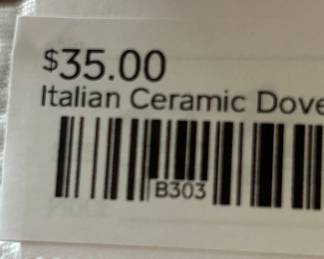 $35.00
Italian Ceramic Dove
B303